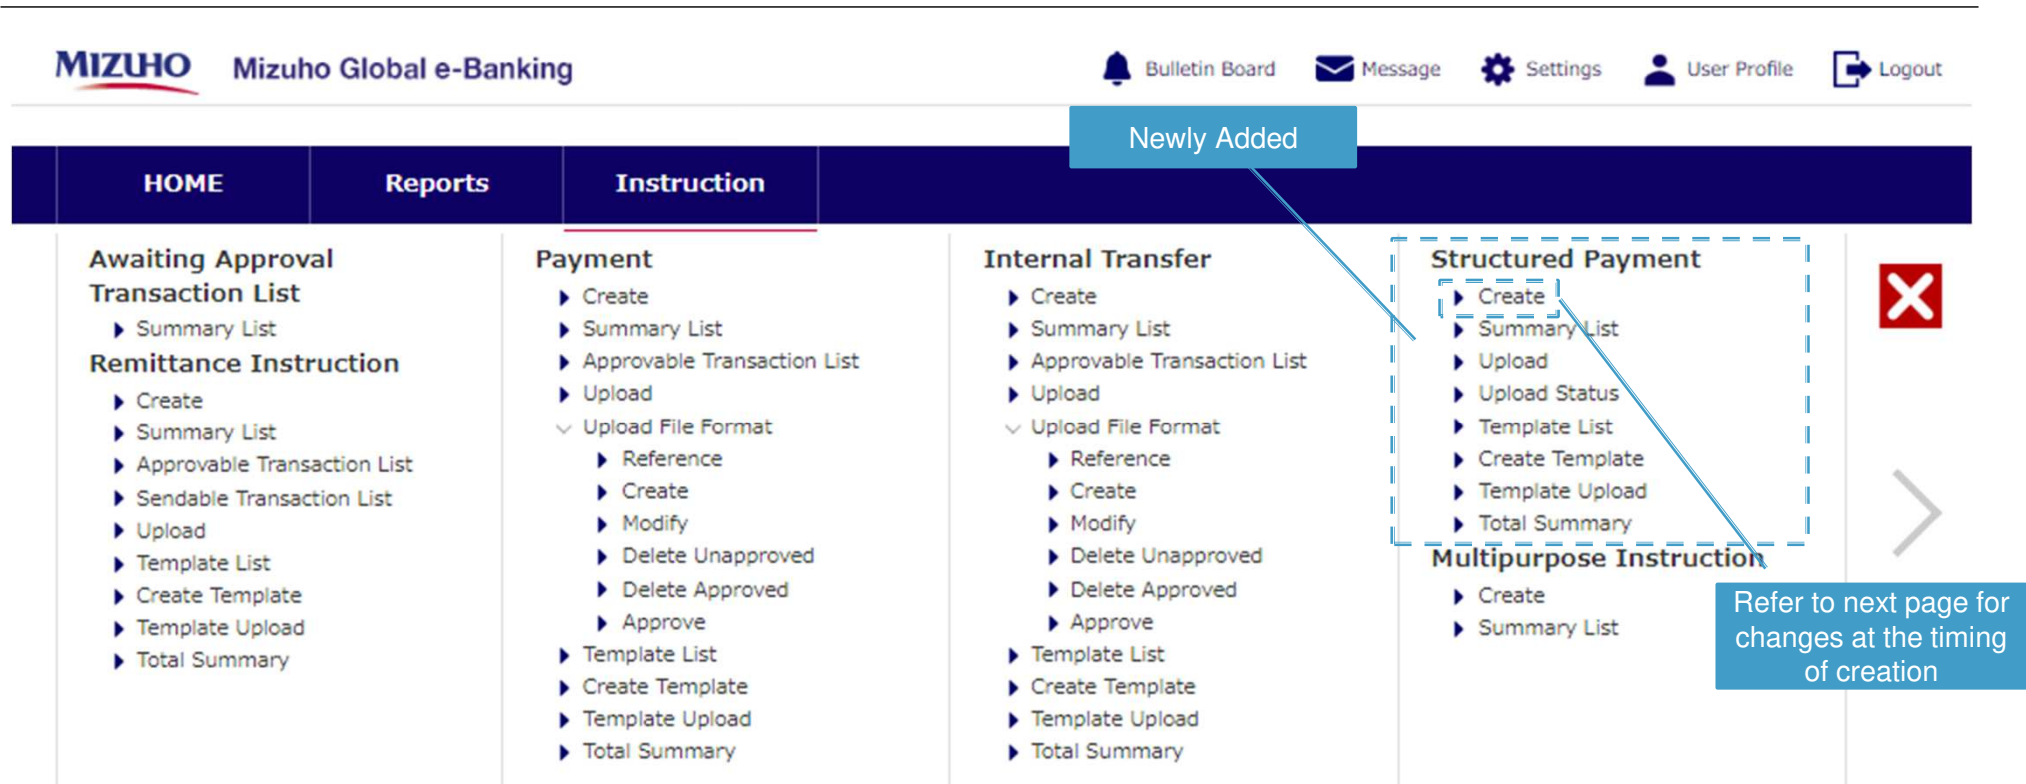 MIZUHO Mizuho Global e-Banking
Bulletin Board Message Settings User Profile Logout
Newly Added
HOME Reports Instruction
Awaiting Approval
Transaction List
Summary List
Remittance Instruction
Create
Summary List
Approvable Transaction List
Sendable Transaction List
Upload
Template List
Create Template
Template Upload
Total Summary
Payment
Create
Summary List
Approvable Transaction List
Upload
Upload File Format
Reference
Create
Modify
Delete Unapproved
Delete Approved
Approve
Template List
Create Template
Template Upload
Total Summary
Internal Transfer
Create
Summary List
Approvable Transaction List
Upload
Upload File Format
Reference
Create
Modify
Delete Unapproved
Delete Approved
Approve
Template List
Create Template
Template Upload
Total Summary
Structured Payment
Create
Summary List
Upload
Upload Status
Template List
Create Template
Template Upload
Total Summary
Multipurpose Instruction
Create
Summary List
Refer to next page for
changes at the timing
of creation